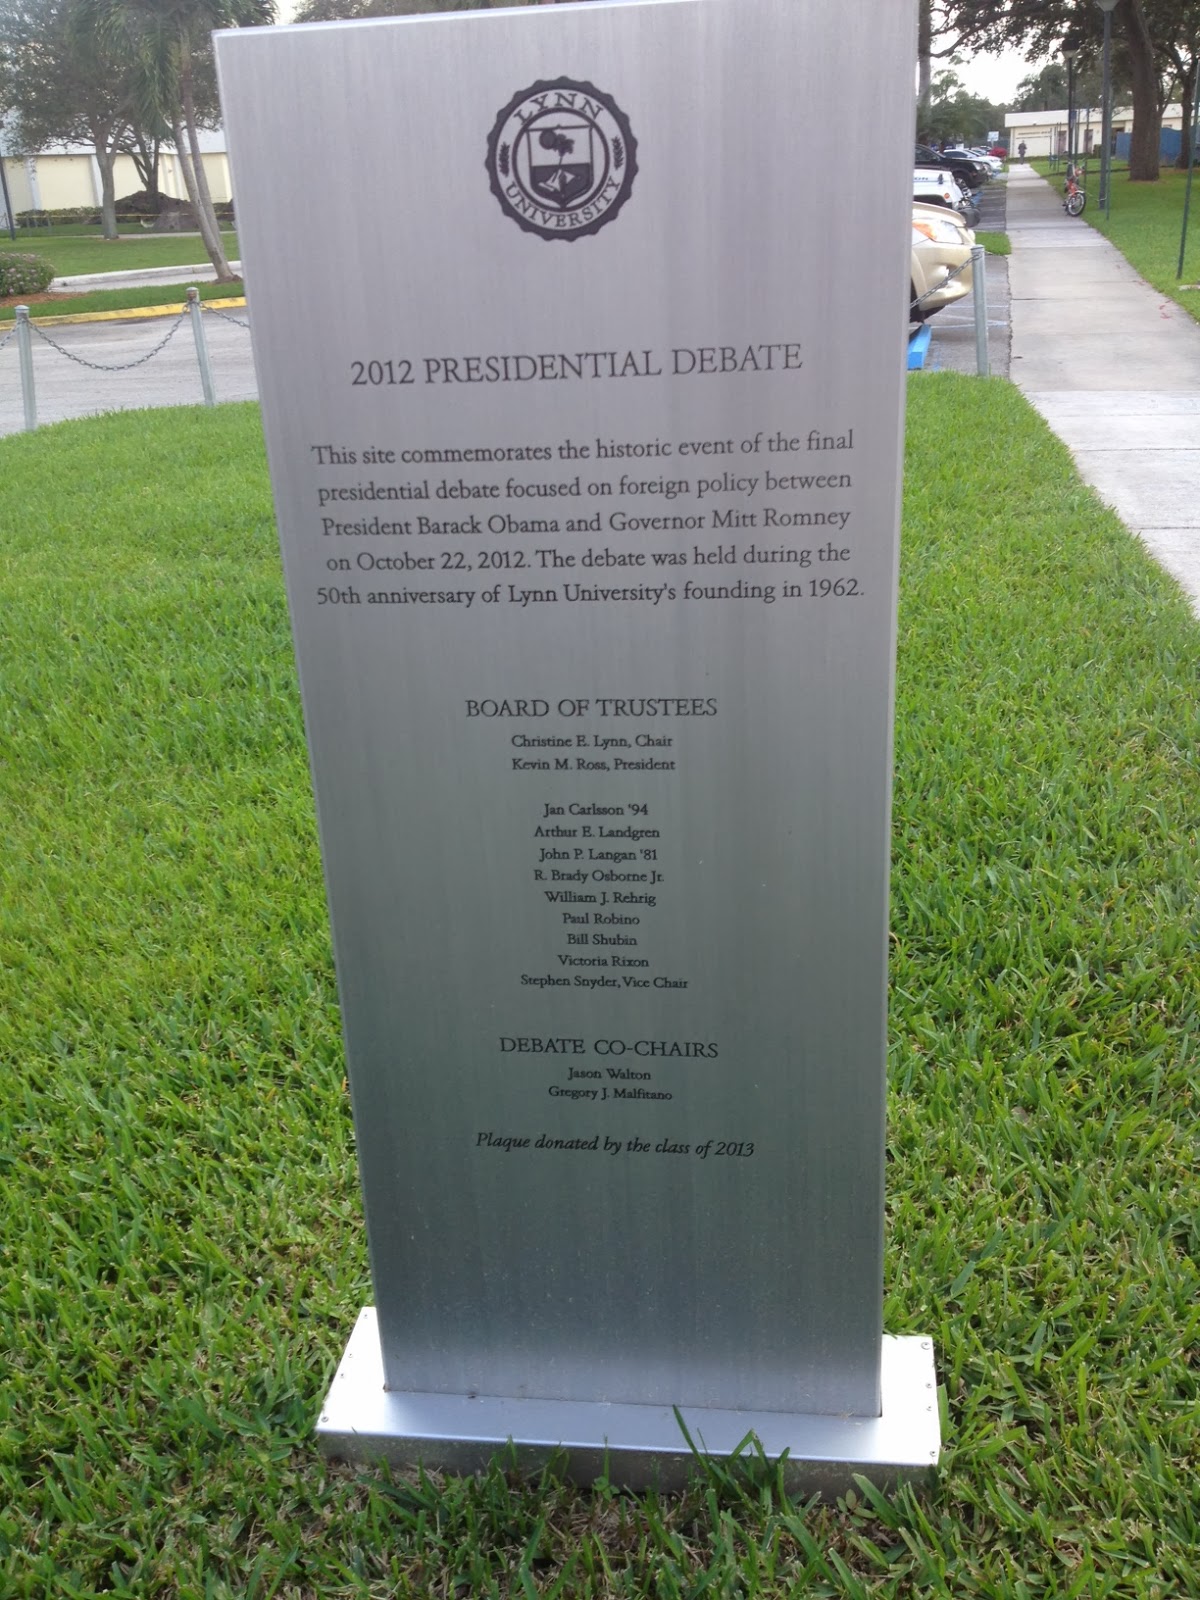 LYNN
UNIVERSITY
2012 PRESIDENTIAL DEBATE
This site commemorates the historic event of the final
presidential debate focused on foreign policy between
President Barack Obama and Governor Mitt Romney
on October 22, 2012. The debate was held during the
50th anniversary of Lynn University's founding in 1962.
BOARD OF TRUSTEES
Christine E. Lynn, Chair
Kevin M. Ross, President
Jan Carlsson '94
Arthur E. Landgren
John P. Langan '81
R. Brady Osborne Jr.
William J. Rehrig
Paul Robino
Bill Shubin
Victoria Rixon
Stephen Snyder, Vice Chair
DEBATE CO-CHAIRS
Jason Walton
Gregory J. Malfitano
Plaque donated by the class of 2013